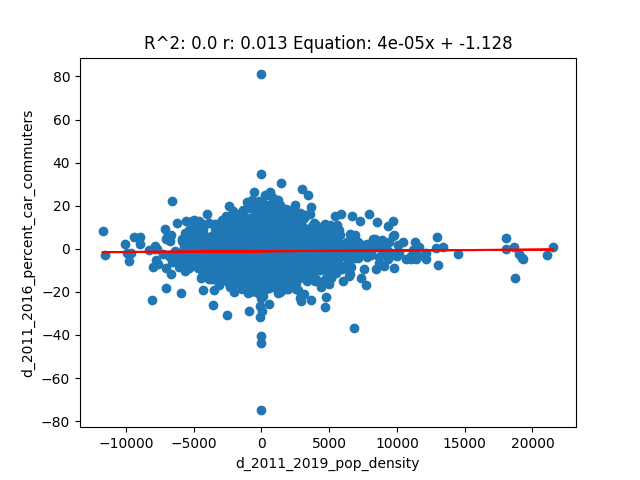 R^2: 0.0 r: 0.013 Equation: 4e-05x + -1.128
d_2011_2016_percent_car_commuters
80
60
40
20
0
−20
−40
−60
−80
−10000 −5000 0 5000 10000 15000 20000
d_2011_2019_pop_density